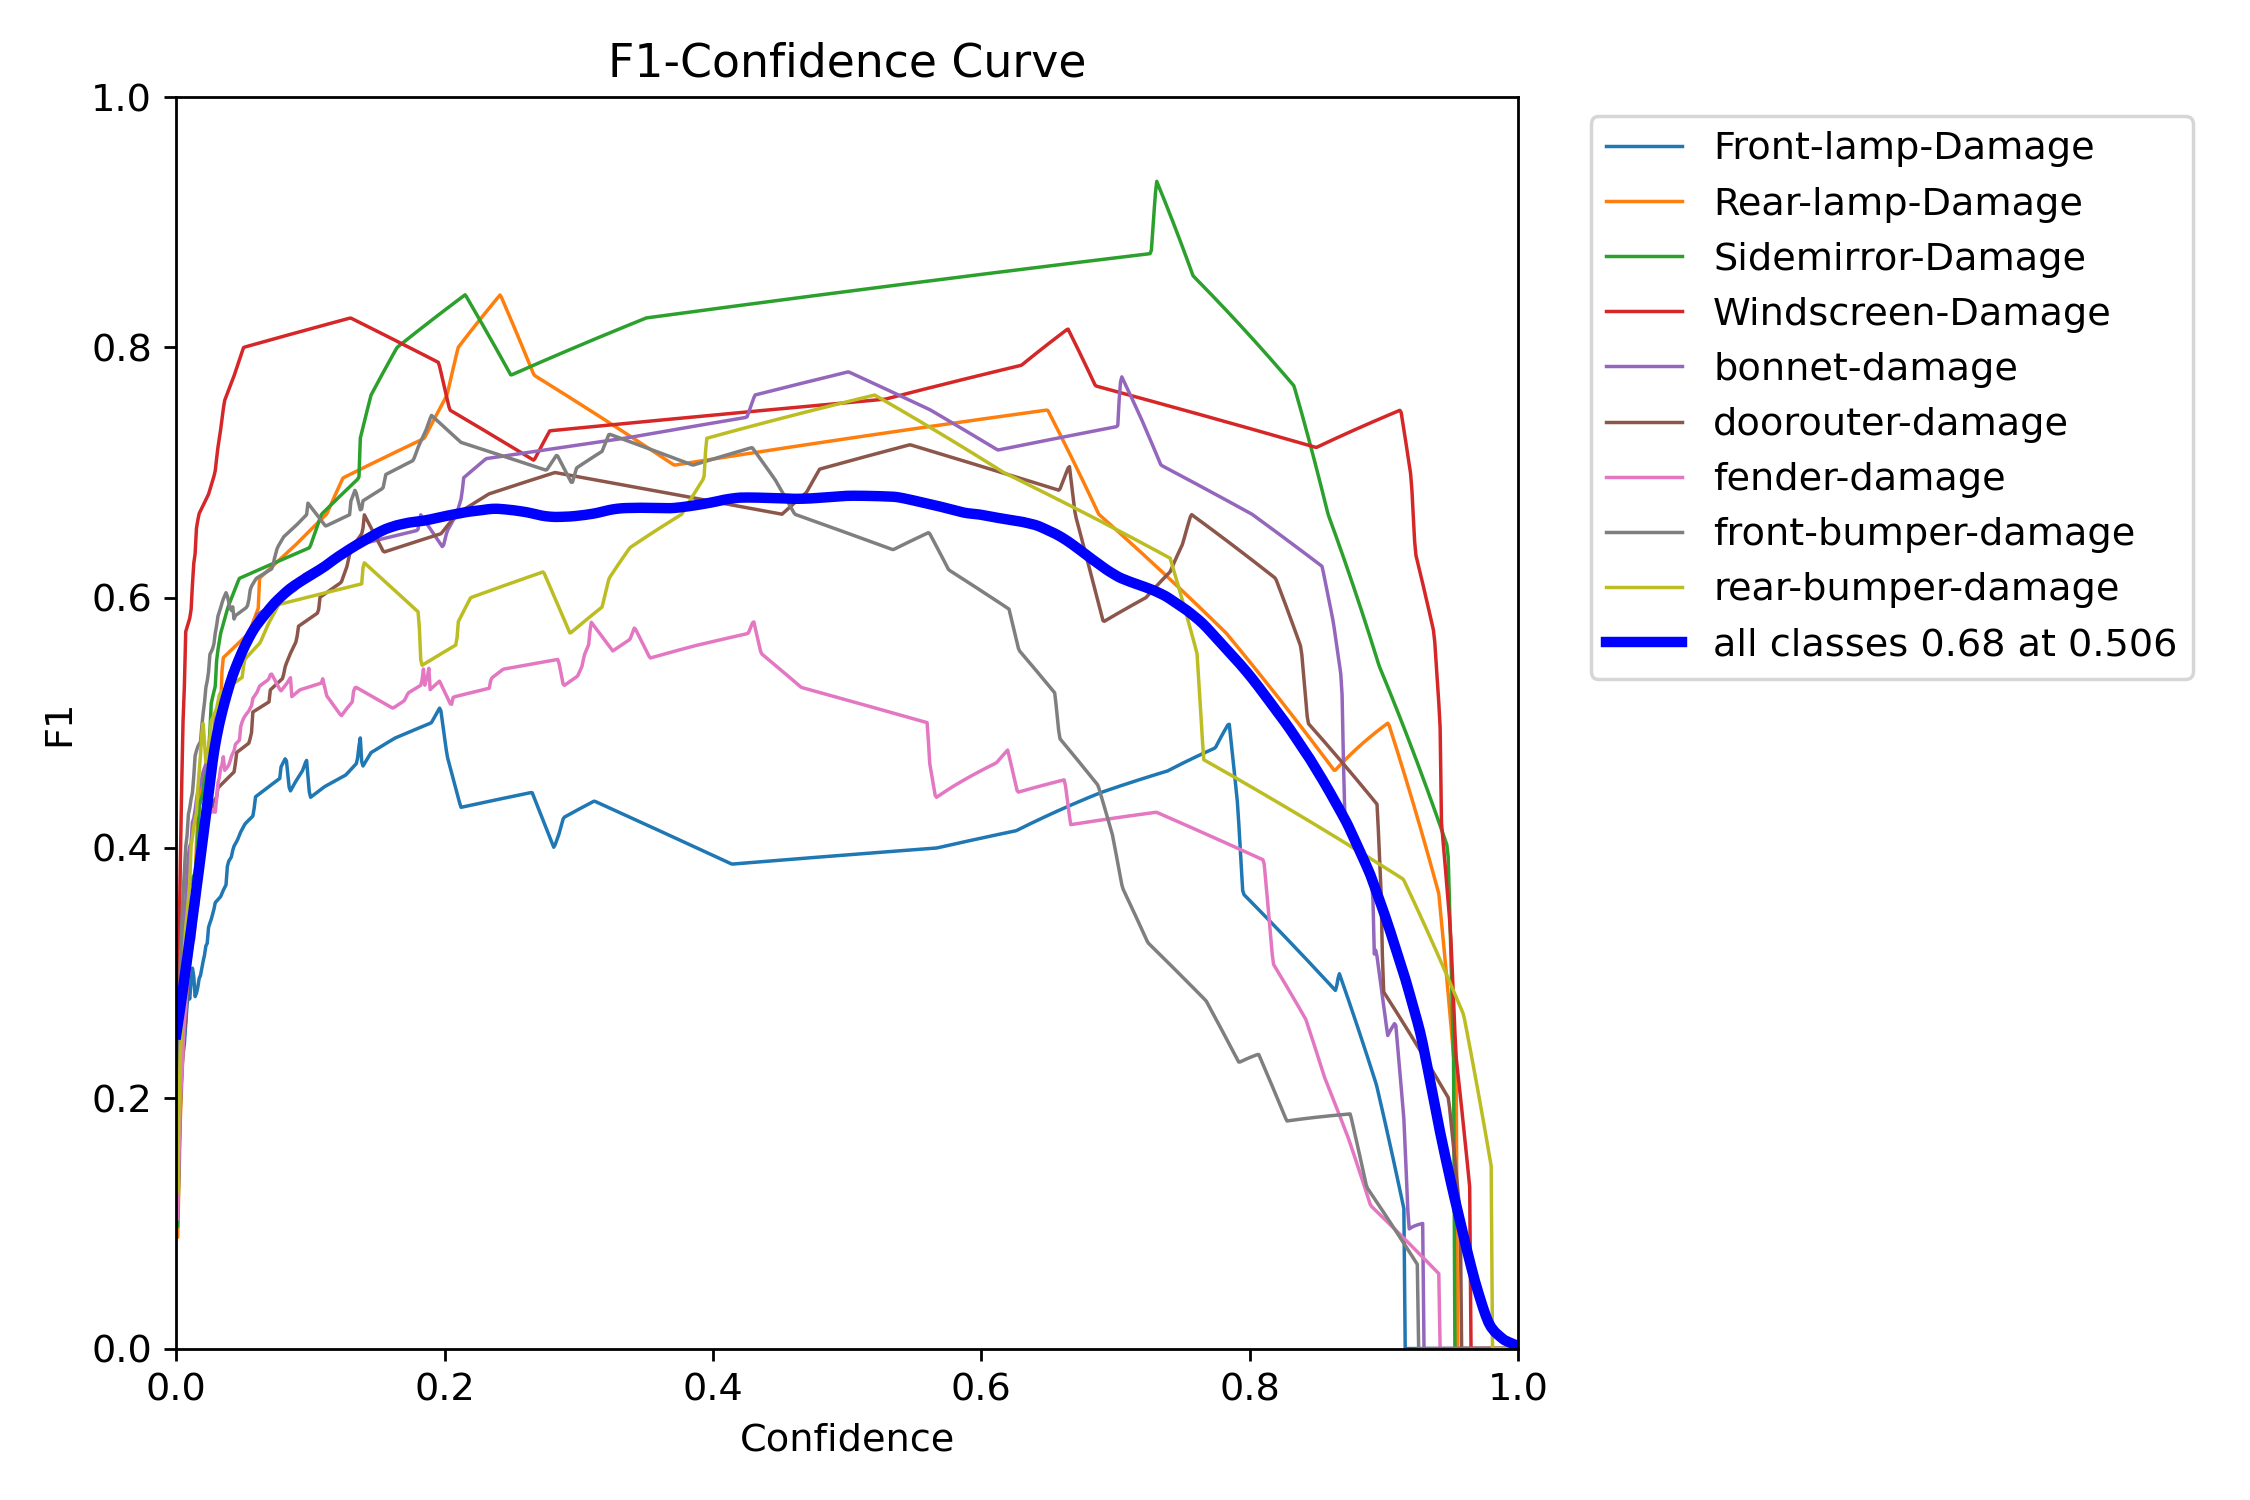 F1-Confidence Curve
1.0
0.8
0.6
0.4
0.2
0.0
F1
0.0 0.2 0.4 0.6 0.8 1.0
Confidence
Front-lamp-Damage
Rear-lamp-Damage
Sidemirror-Damage
Windscreen-Damage
bonnet-damage
doorouter-damage
fender-damage
front-bumper-damage
rear-bumper-damage
all classes 0.68 at 0.506